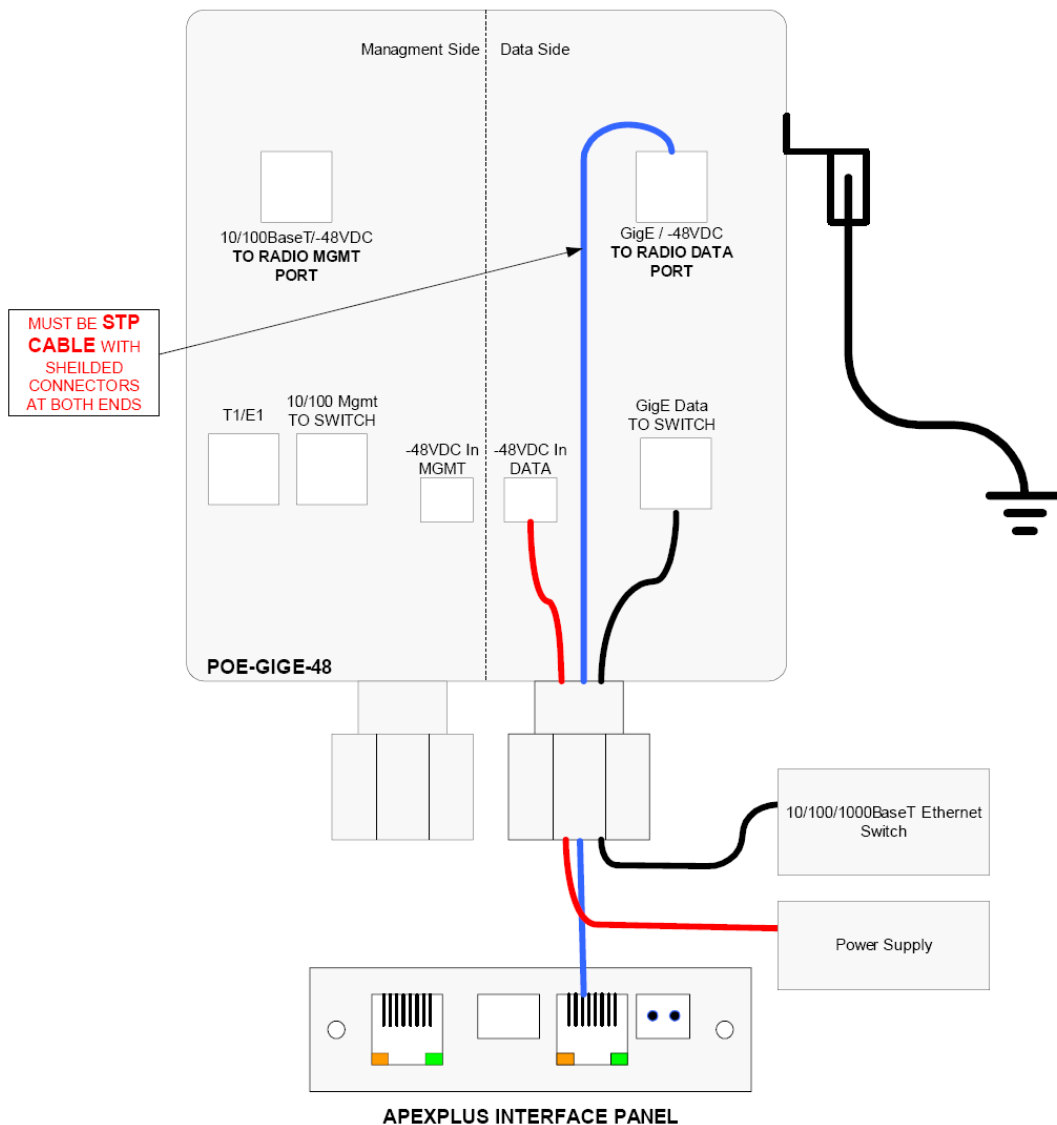 Managment Side
Data Side
10/100BaseT/-48VDC
TO RADIO MGMT
PORT
GigE / -48VDC
TO RADIO DATA
PORT
MUST BE STP
CABLE WITH
SHEILDED
CONNECTORS
AT BOTH ENDS
T1/E1
10/100 Mgmt
TO SWITCH
-48VDC In
MGMT
-48VDC In
DATA
GigE Data
TO SWITCH
POE-GIGE-48
10/100/1000BaseT Ethernet
Switch
Power Supply
APEXPLUS INTERFACE PANEL